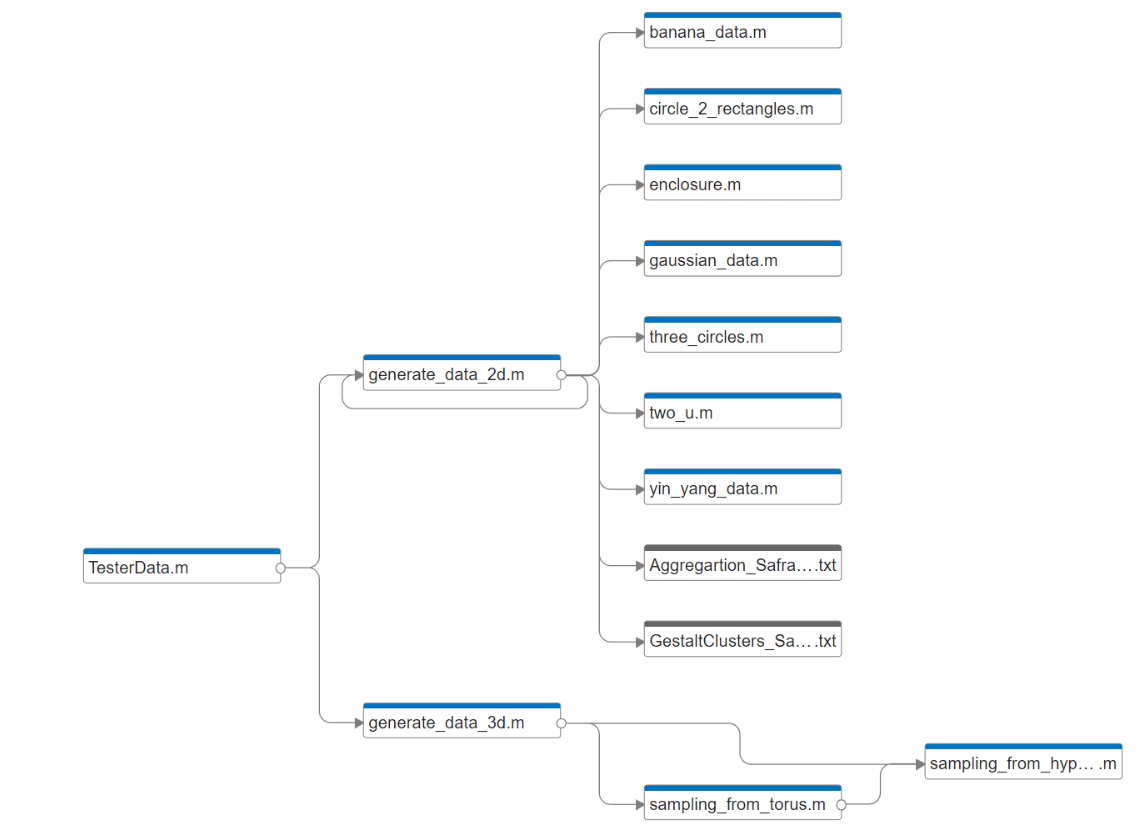 banana_data.m
circle_2_rectangles.m
enclosure.m
gaussian_data.m
three_circles.m
generate_data_2d.m
two_u.m
yin_yang_data.m
TesterData.m
Aggregartion_Safra....txt
GestaltClusters_Sa....txt
generate_data_3d.m
sampling_from_hyp... .m
sampling_from_torus.m